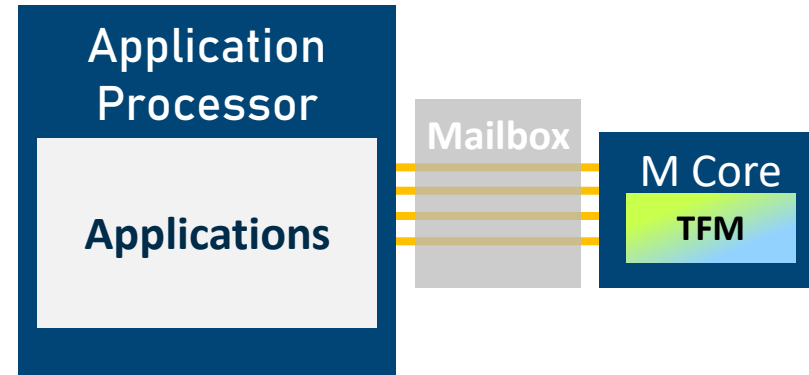 Application
Processor
Applications
Mailbox
M Core
TFM